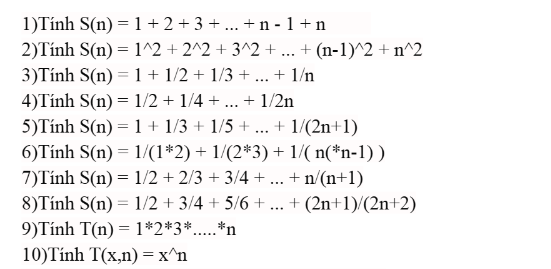 1)Tính S(n) = 1 + 2 + 3 + ... + n - 1 + n
2)Tính S(n) = 1^2 + 2^2 + 3^2 + ... + (n-1)^2 + n^2
3)Tính S(n) = 1 + 1/2 + 1/3 + ... + 1/n
4)Tính S(n) = 1/2 + 1/4 + ... + 1/2n
5)Tính S(n) = 1 + 1/3 + 1/5 + ... + 1/(2n+1)
6)Tính S(n) = 1/(1*2) + 1/(2*3) + 1/( n(*n-1) )
7)Tính S(n) = 1/2 + 2/3 + 3/4 + ... + n/(n+1)
8)Tính S(n) = 1/2 + 3/4 + 5/6 + ... + (2n+1)/(2n+2)
9)Tính T(n) = 1*2*3*.....*n
10)Tính T(x,n) = x^n